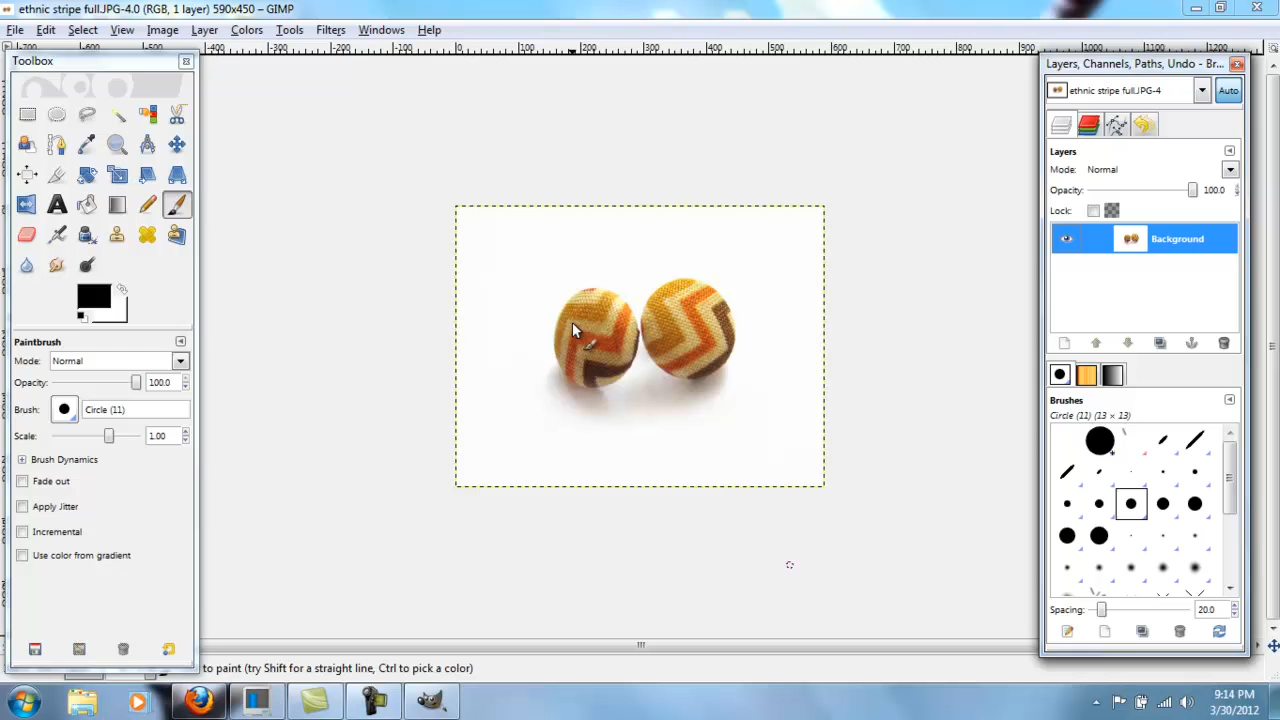 ethnic stripe full.JPG-4.0 (RGB, 1 layer) 590x450 – GIMP
File Edit Select View Image Layer Colors Tools Filters Windows Help
Toolbox
Layers, Channels, Paths, Undo - Br...
ethnic stripe full.JPG-4
Auto
Layers
Mode: Normal
Opacity: 100.0
Lock:
Background
Paintbrush
Mode: Normal
Opacity: 100.0
Brush: Circle (11)
Scale: 1.00
Brush Dynamics
Fade out
Apply Jitter
Incremental
Use color from gradient
Brushes
Circle (11) (13 × 13)
Spacing: 20.0
to paint (try Shift for a straight line, Ctrl to pick a color)
9:14 PM
3/30/2012